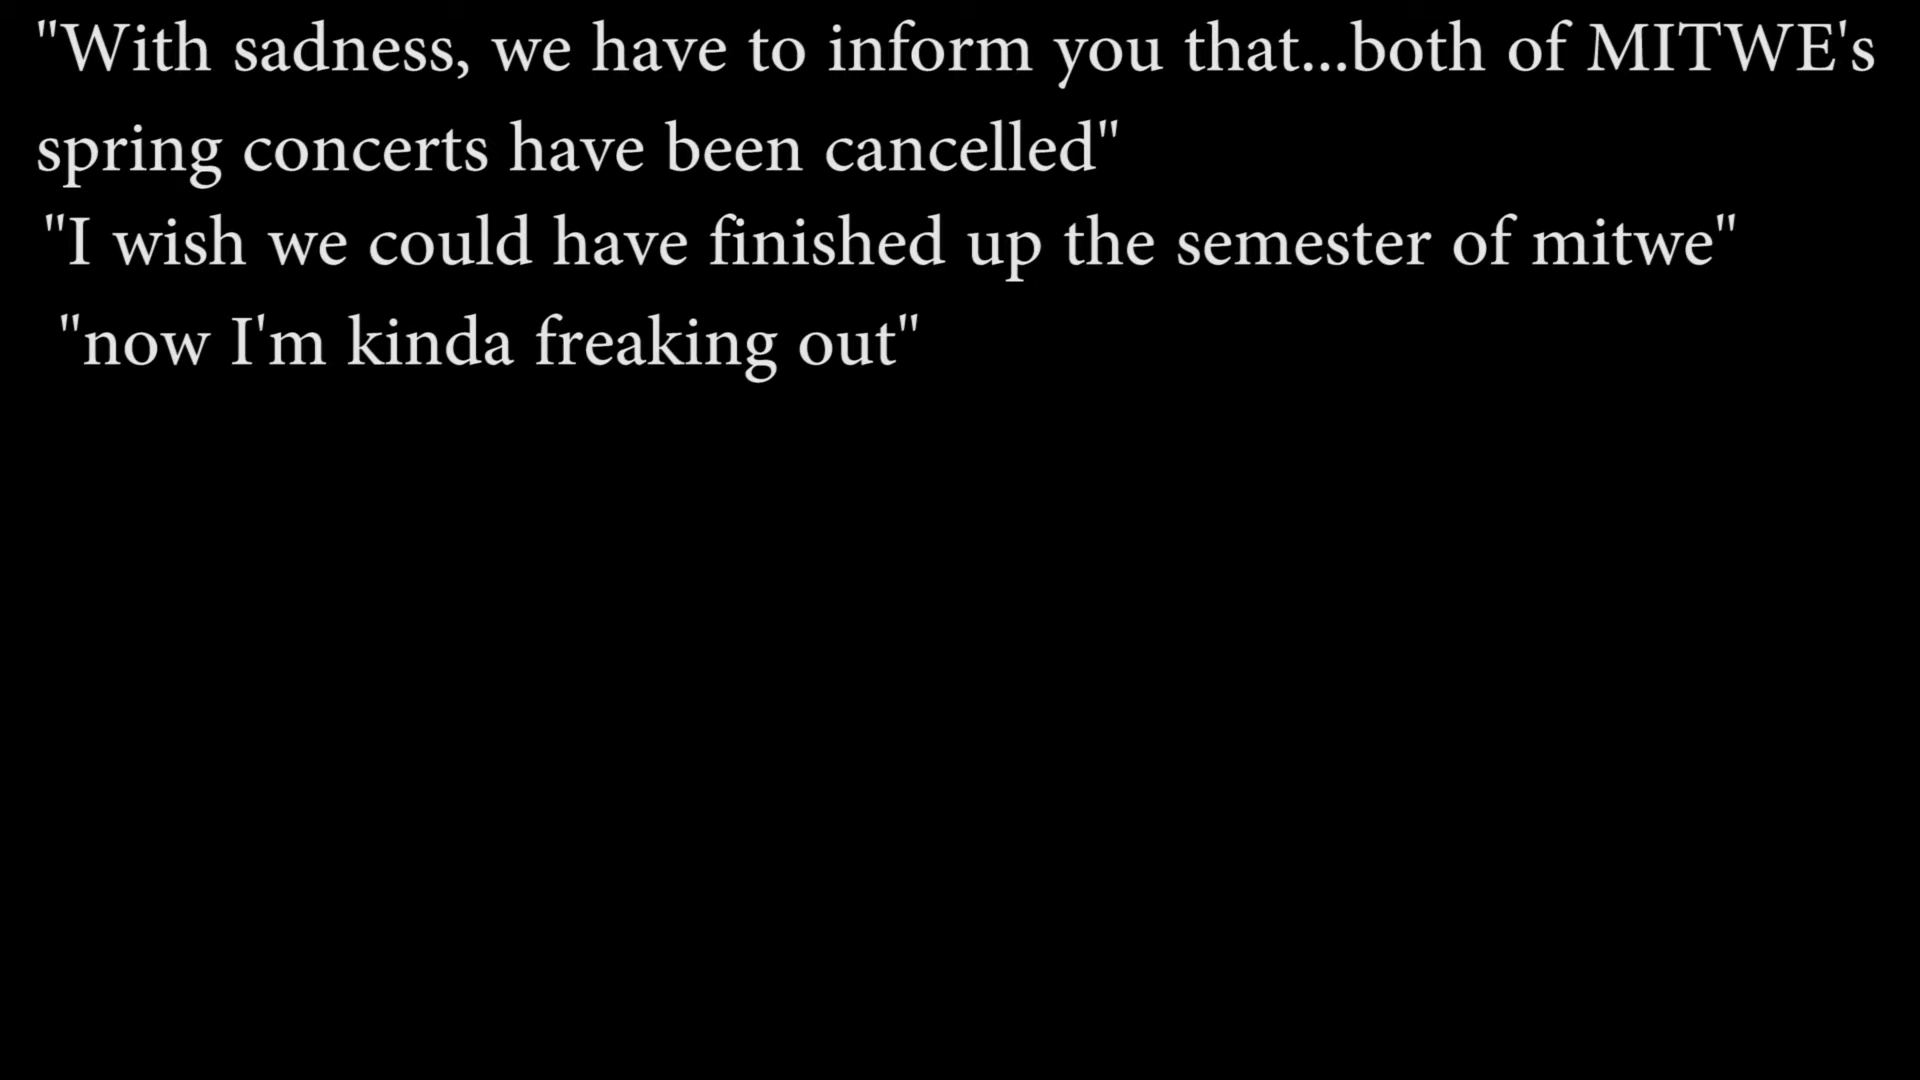 "With sadness, we have to inform you that...both of MITWE's
spring concerts have been cancelled"
"I wish we could have finished up the semester of mitwe"
"now I'm kinda freaking out"